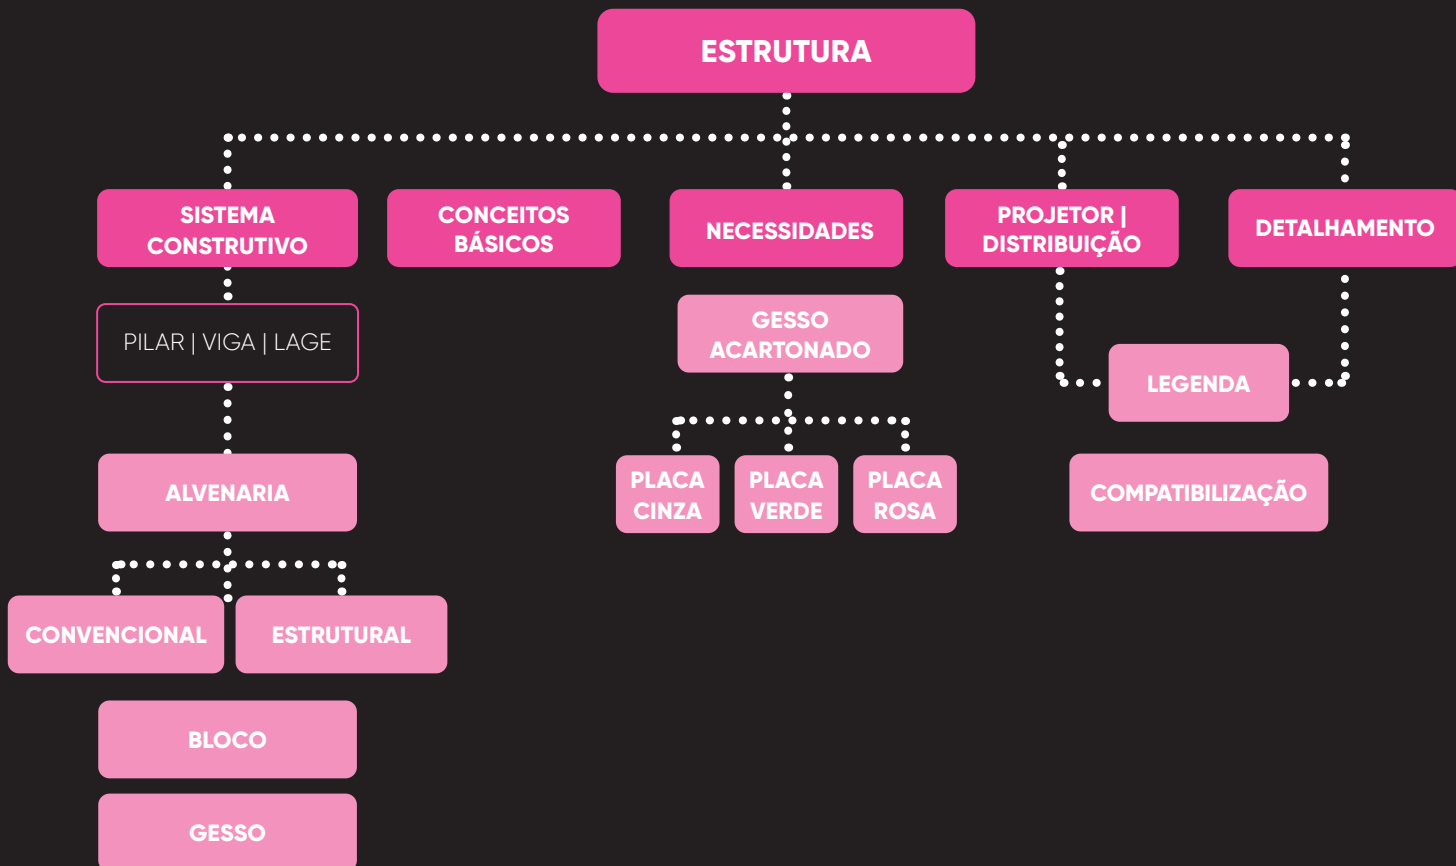 ESTRUTURA
SISTEMA
CONSTRUTIVO
CONCEITOS
BÁSICOS
NECESSIDADES
PROJETOR |
DISTRIBUIÇÃO
DETALHAMENTO
PILAR | VIGA | LAGE
GESSO
ACARTONADO
LEGENDA
ALVENARIA
PLACA
CINZA
PLACA
VERDE
PLACA
ROSA
COMPATIBILIZAÇÃO
CONVENCIONAL
ESTRUTURAL
BLOCO
GESSO